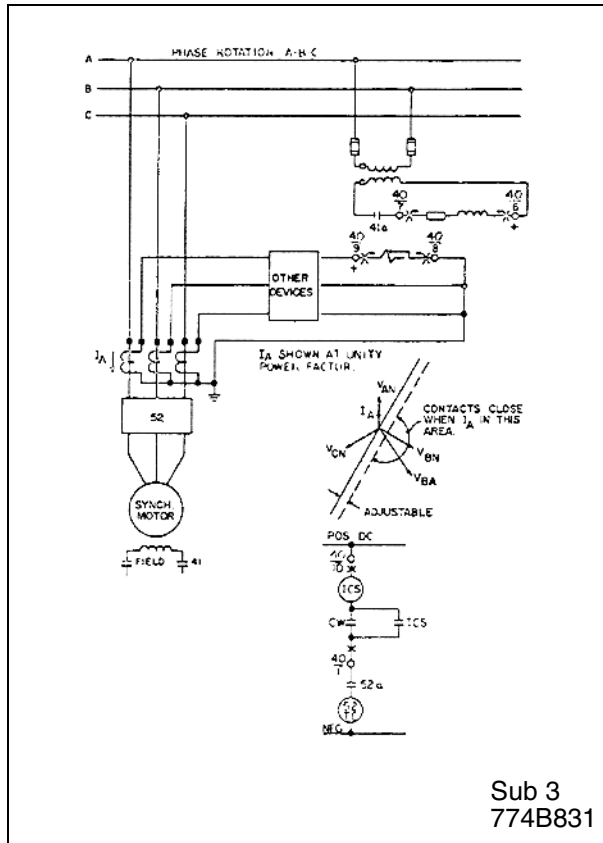 PHASE ROTATION A-B-C
A
B
C
40
7
40
6
41a
+
40
9
40
8
+
OTHER
DEVICES
IA
IA SHOWN AT UNITY
POWER FACTOR.
52
SYNCH.
MOTOR
FIELD
41
VAN
IA
CONTACTS CLOSE
WHEN IA IN THIS
AREA.
VCN
VBN
VBA
ADJUSTABLE
POS DC
40
10
ICS
CW
ICS
40
1
52a
52
NEG
Sub 3
774B831